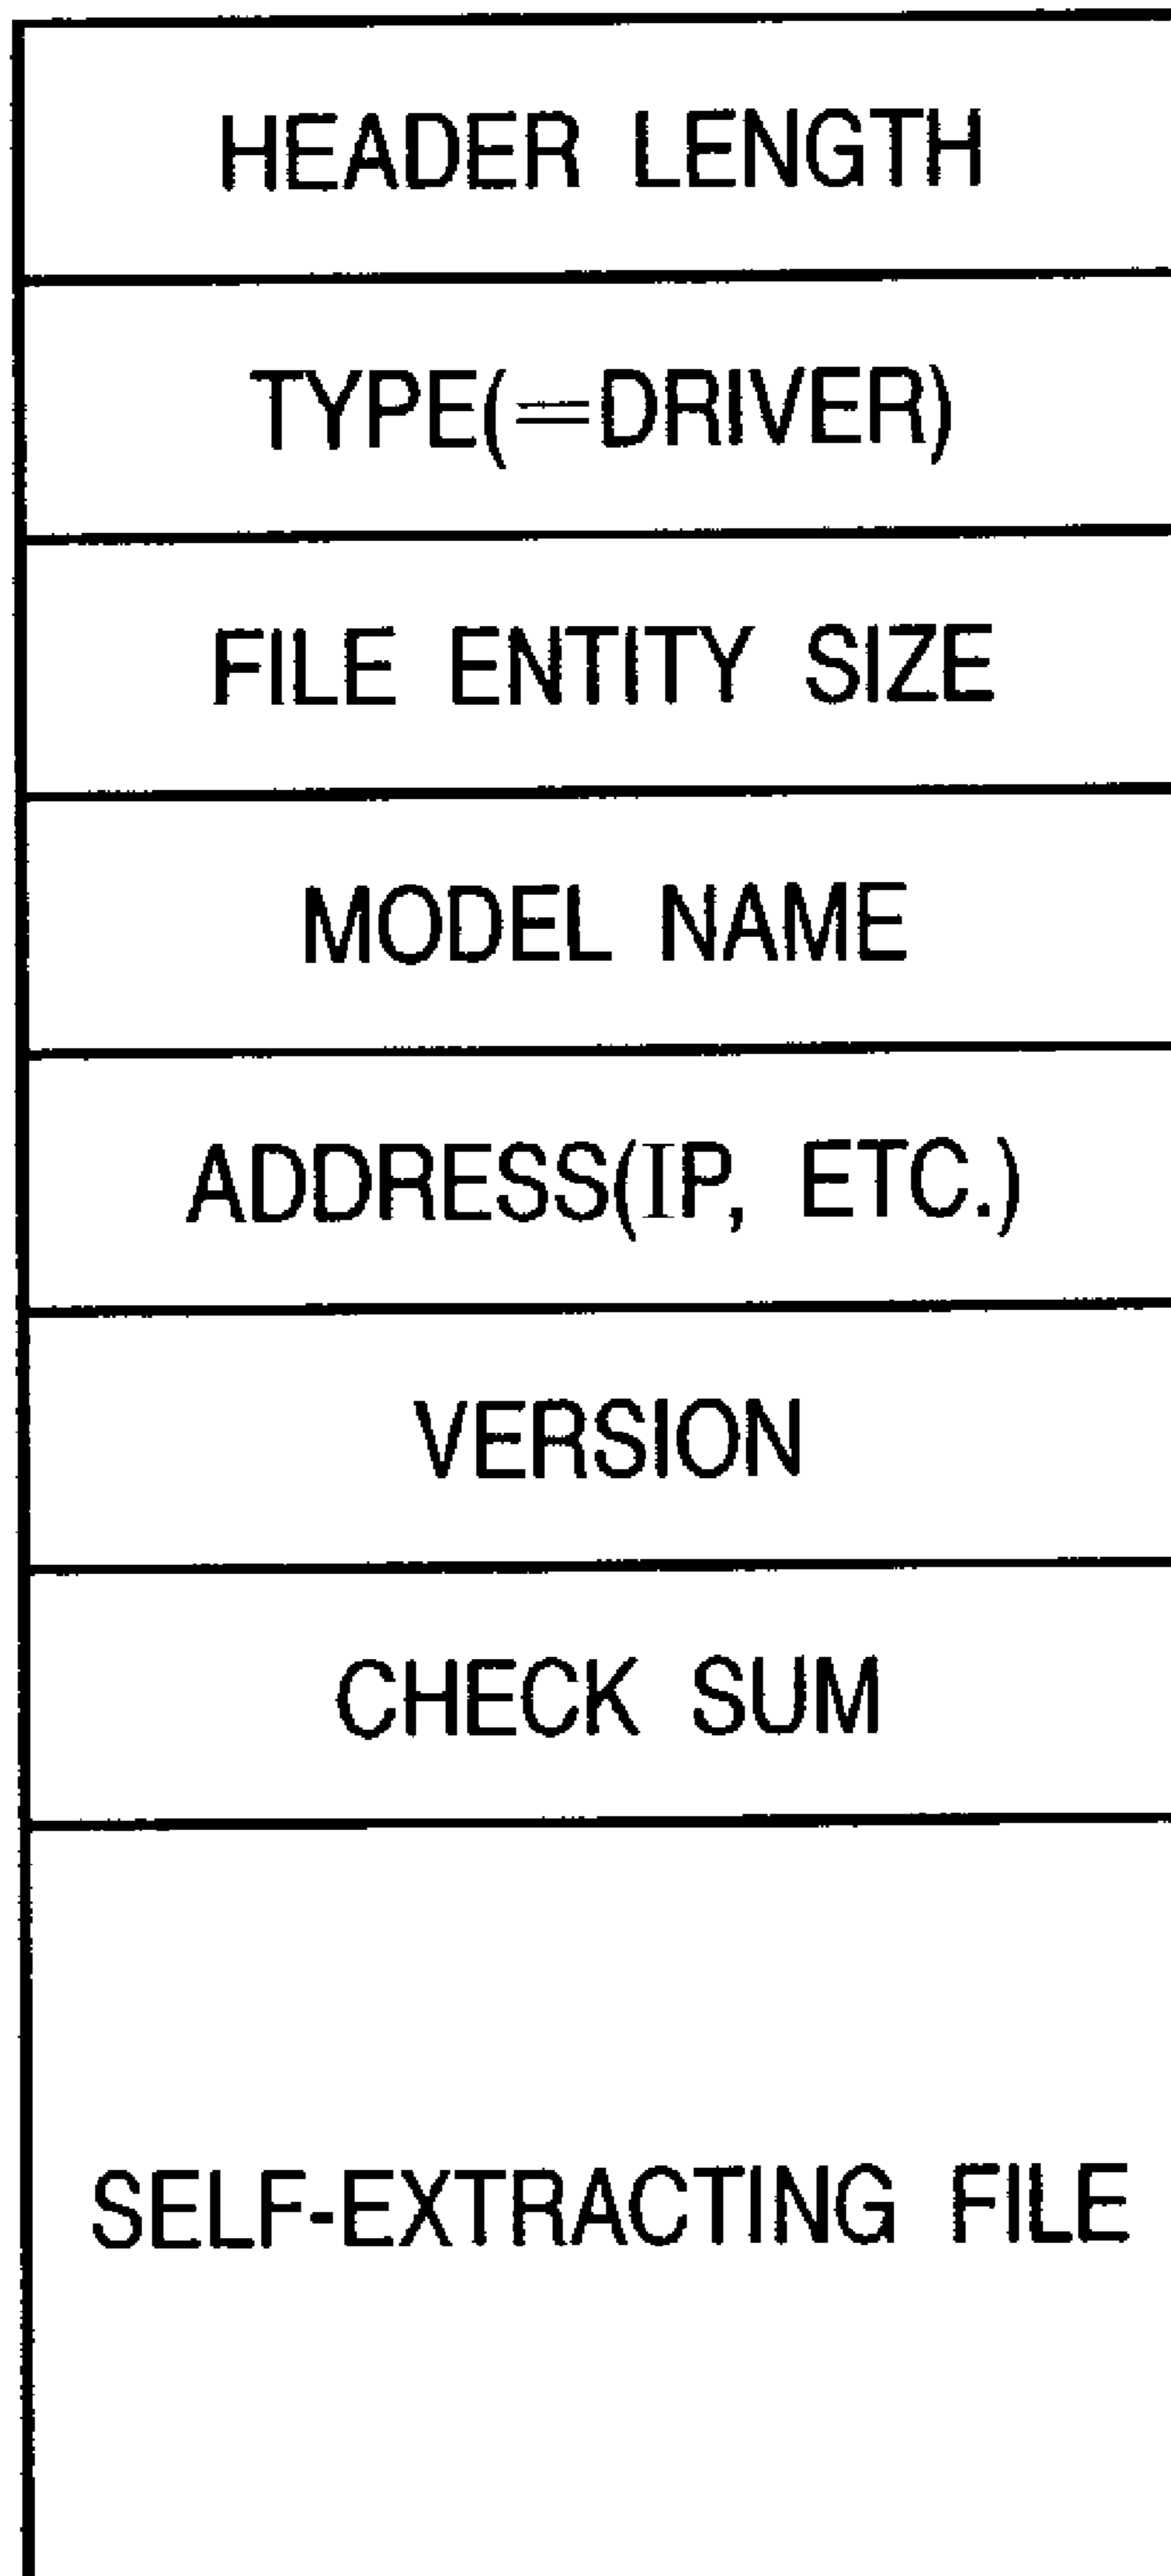 HEADER LENGTH
TYPE(=DRIVER)
FILE ENTITY SIZE
MODEL NAME
ADDRESS(IP, ETC.)
VERSION
CHECK SUM
SELF-EXTRACTING FILE